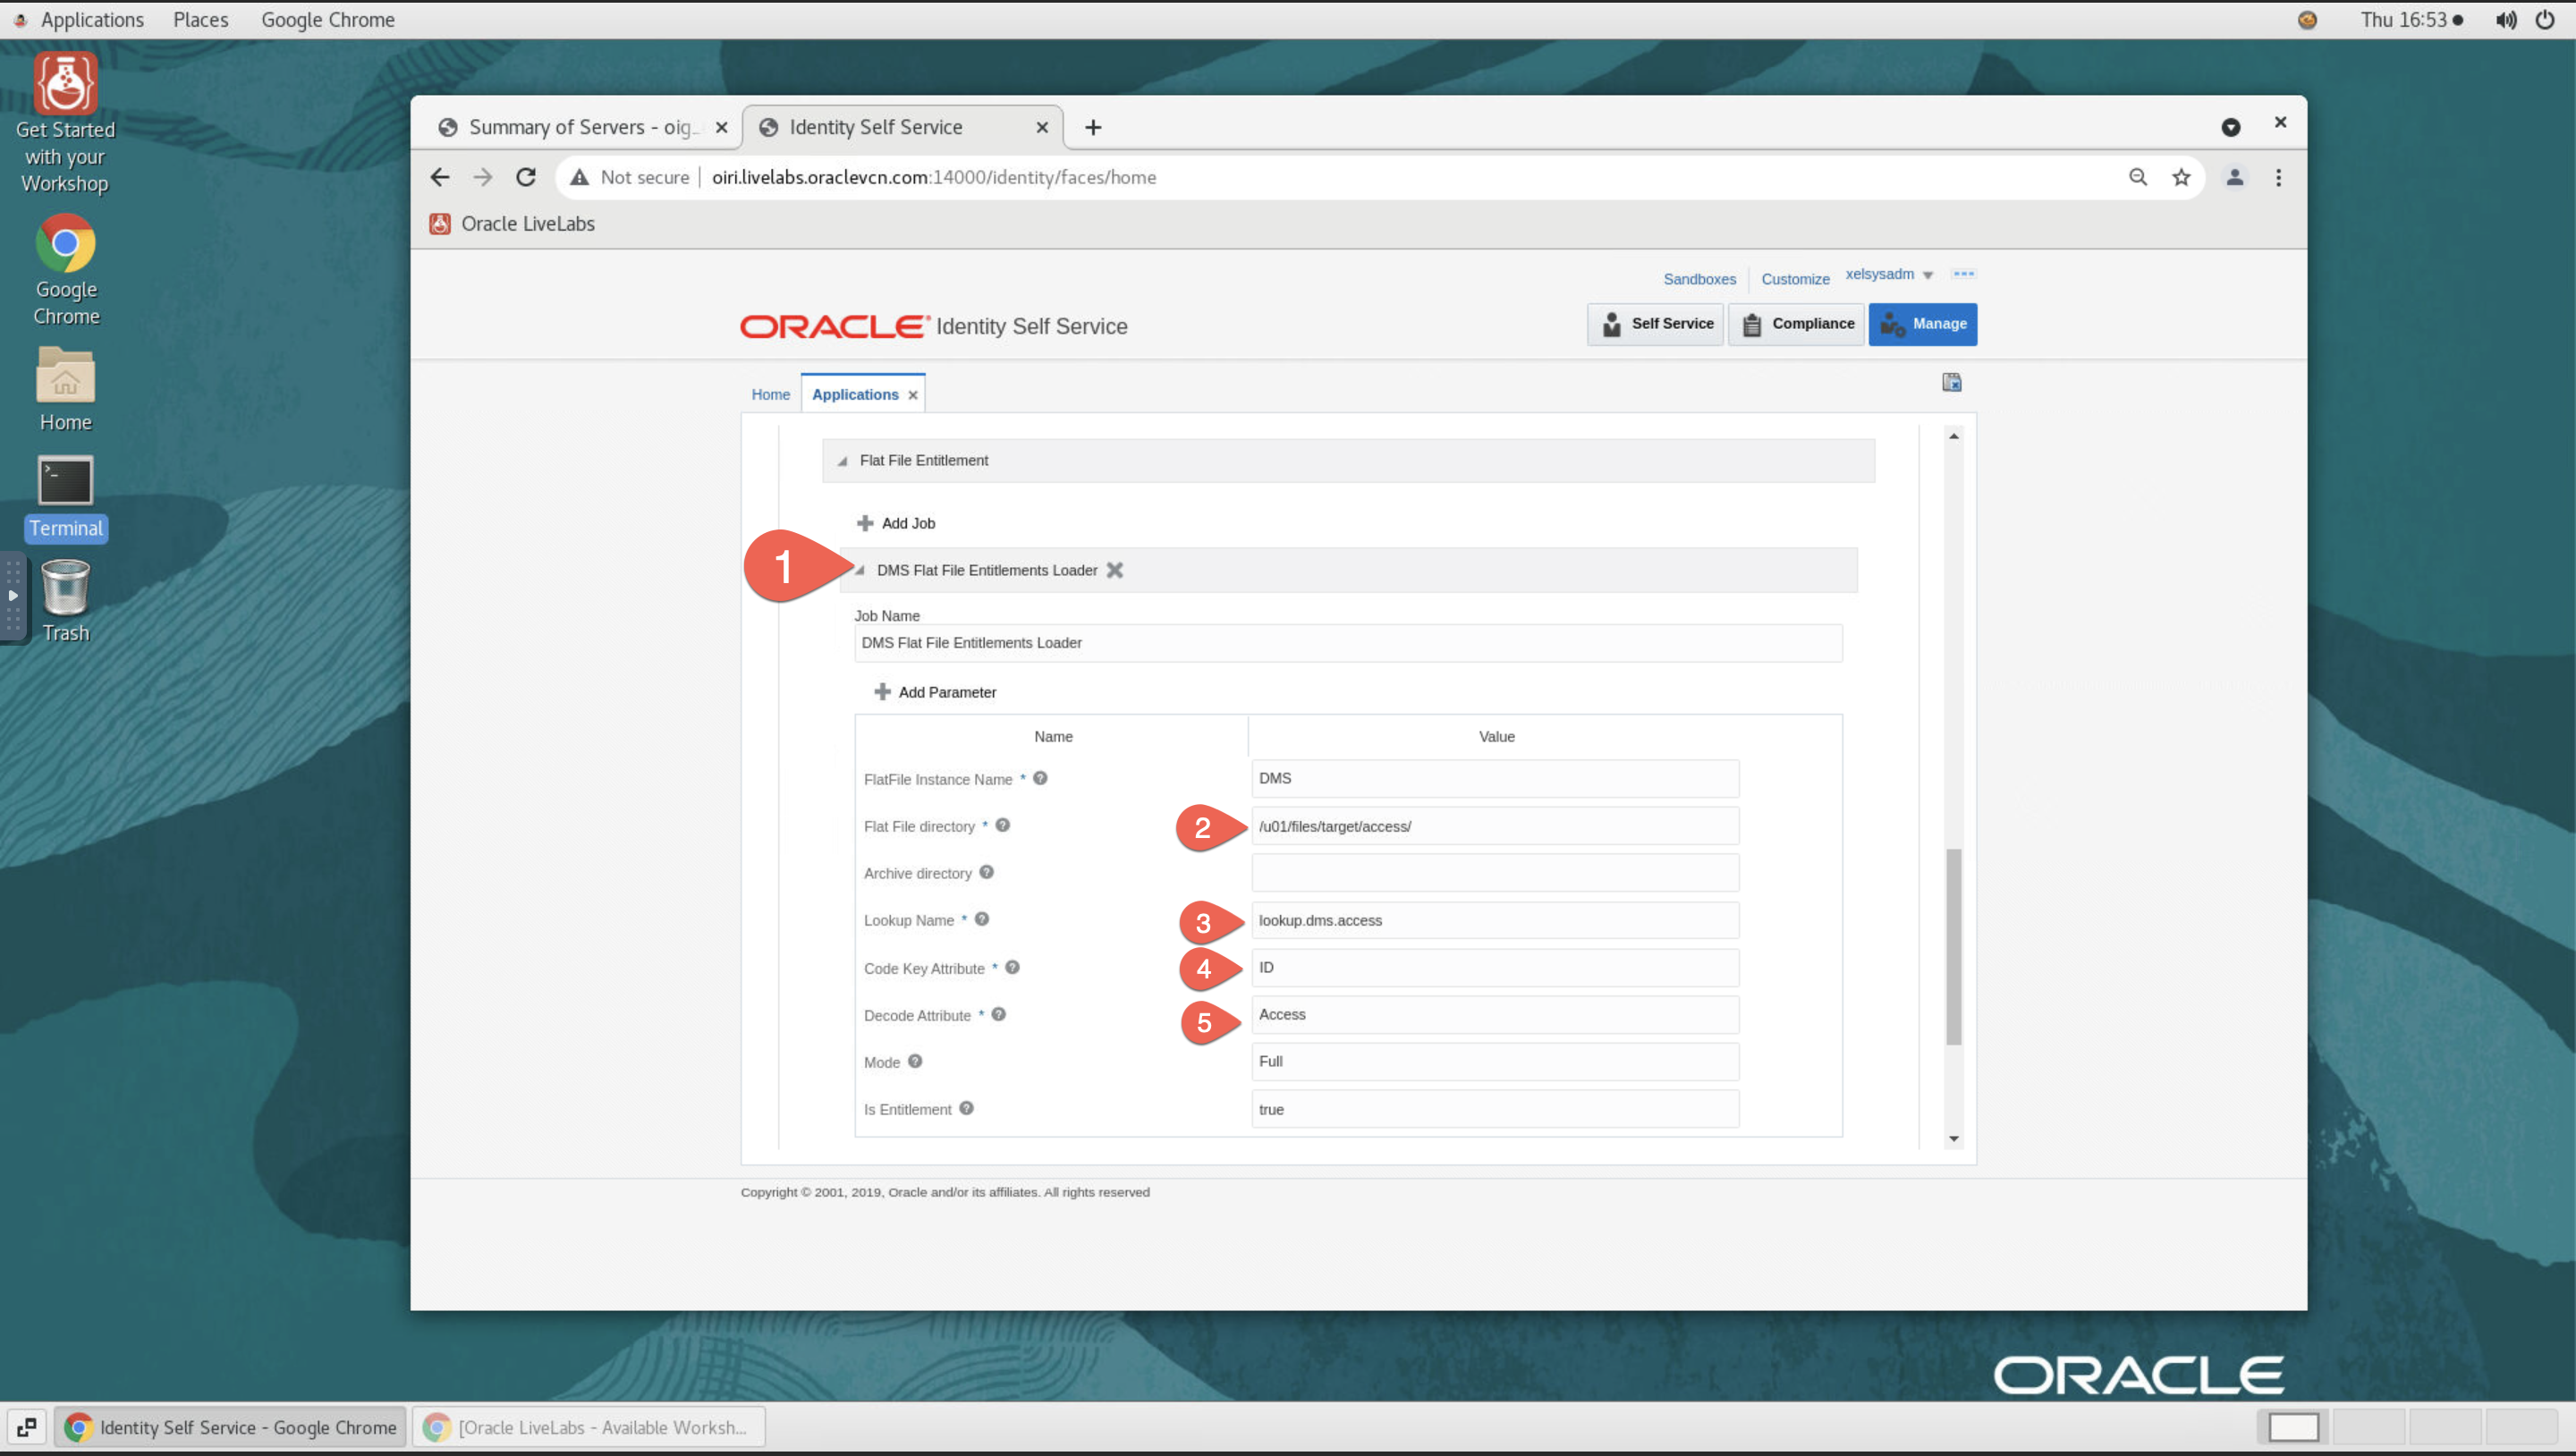 Applications Places Google Chrome Thu 16:53
Get Started
with your
Workshop
Google
Chrome
Home
Terminal
Trash
Summary of Servers - oig_
Identity Self Service
Not secure oiri.livelabs.oraclevcn.com:14000/identity/faces/home
Oracle LiveLabs
Sandboxes Customize xelsysadm
ORACLE Identity Self Service
Self Service Compliance Manage
Home Applications
Flat File Entitlement
Add Job
1
DMS Flat File Entitlements Loader
Job Name
DMS Flat File Entitlements Loader
Add Parameter
Name Value
FlatFile Instance Name * DMS
Flat File directory * 2 /u01/files/target/access/
Archive directory
Lookup Name * 3 lookup.dms.access
Code Key Attribute * 4 ID
Decode Attribute * 5 Access
Mode Full
Is Entitlement true
Copyright © 2001, 2019, Oracle and/or its affiliates. All rights reserved
ORACLE
Identity Self Service - Google Chrome [Oracle LiveLabs - Available Worksh...